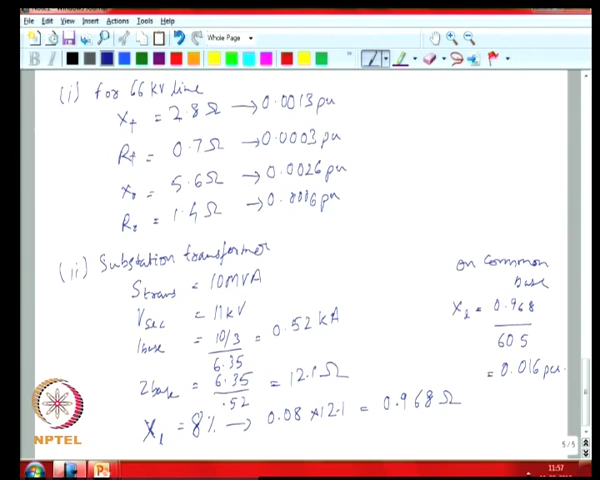 File Edit View Insert Actions Tools Help
Whole Page
B I
(i) for 66 kV line
X+ = 2.8 Ω → 0.0013 pu
R+ = 0.7 Ω → 0.0003 pu
X0 = 5.6 Ω → 0.0026 pu
R0 = 1.4 Ω → 0.0006 pu
(ii) Substation transformer
Strans = 10 MVA
Vsec = 11 kV
Ibase = 10/3 / 6.35 = 0.52 kA
Zbase = 6.35 / .52 = 12.1 Ω
X1 = 8% → 0.08 × 12.1 = 0.968 Ω
on Common
base
X1 = 0.968 / 605
= 0.016 pu.
NPTEL
5/5
11:57